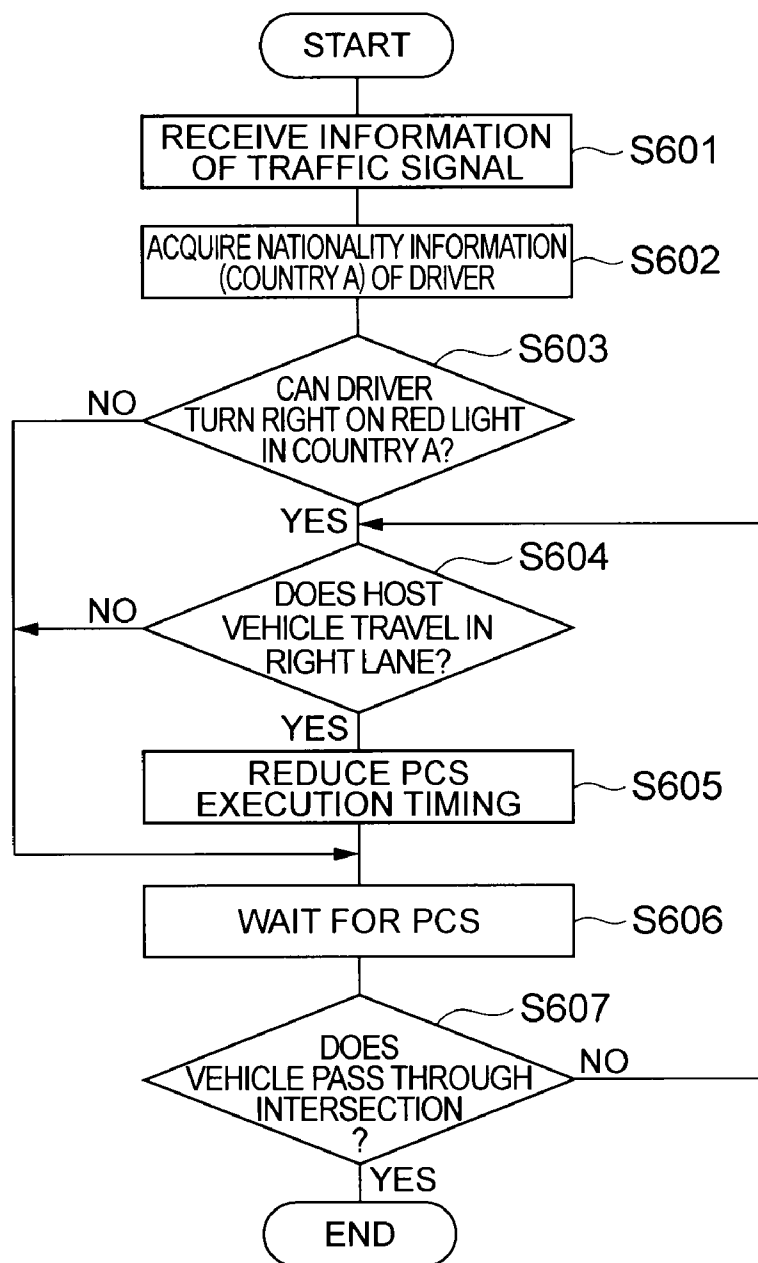 START
RECEIVE INFORMATION
OF TRAFFIC SIGNAL
S601
ACQUIRE NATIONALITY INFORMATION
(COUNTRY A) OF DRIVER
S602
S603
CAN DRIVER
TURN RIGHT ON RED LIGHT
IN COUNTRY A?
NO
YES
S604
DOES HOST
VEHICLE TRAVEL IN
RIGHT LANE?
NO
YES
REDUCE PCS
EXECUTION TIMING
S605
WAIT FOR PCS
S606
S607
DOES
VEHICLE PASS THROUGH
INTERSECTION
?
NO
YES
END